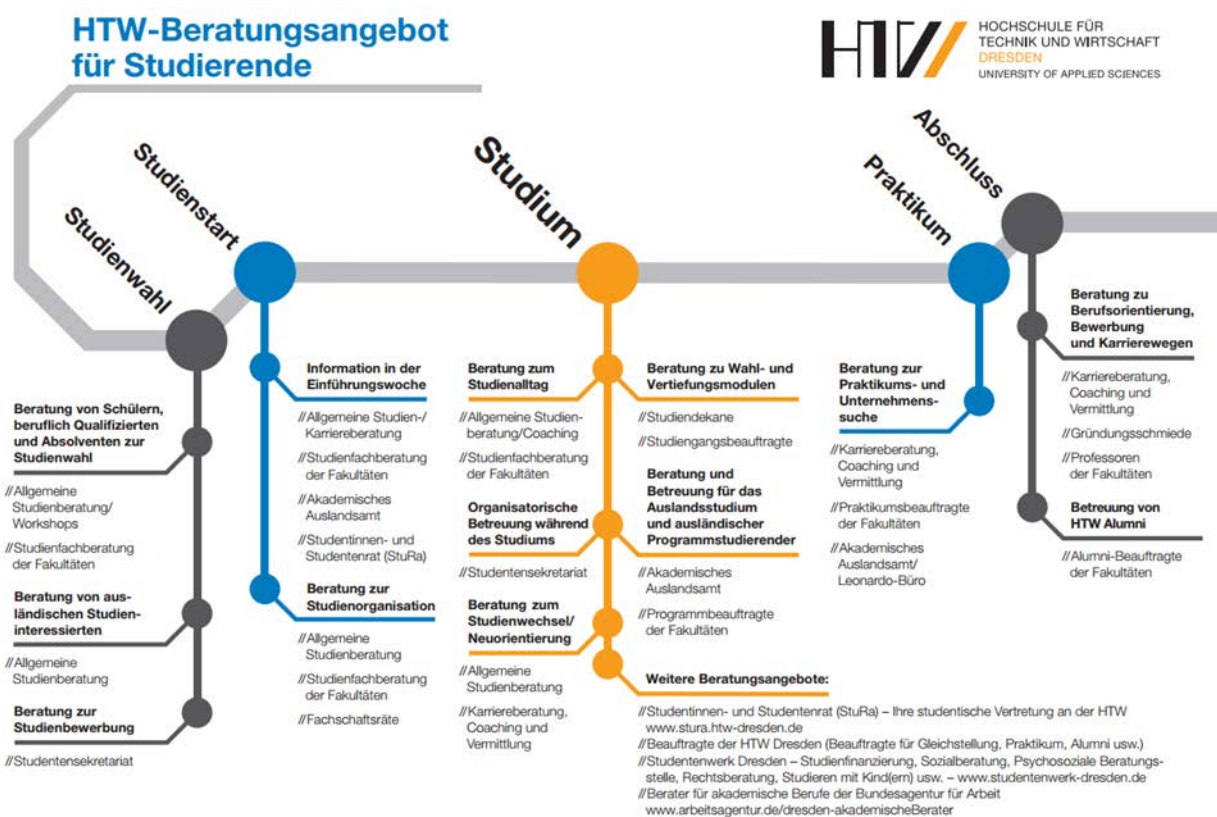 HTW-Beratungsangebot
für Studierende
HTW
HOCHSCHULE FÜR
TECHNIK UND WIRTSCHAFT
DRESDEN
UNIVERSITY OF APPLIED SCIENCES
Studienwahl
Beratung von Schülern,
beruflich Qualifizierten
und Absolventen zur
Studienwahl
//Allgemeine
Studienberatung/
Workshops
//Studienfachberatung
der Fakultäten
Beratung von aus-
ländischen Studien-
interessierten
//Allgemeine
Studienberatung
Beratung zur
Studienbewerbung
//Studentensekretariat
Studienstart
Information in der
Einführungswoche
//Allgemeine Studien-/
Karriereberatung
//Studienfachberatung
der Fakultäten
//Akademisches
Auslandsamt
//Studentinnen- und
Studentenrat (StuRa)
Beratung zur
Studienorganisation
//Allgemeine
Studienberatung
//Studienfachberatung
der Fakultäten
//Fachschaftsräte
Studium
Beratung zum
Studienalltag
//Allgemeine Studien-
beratung/Coaching
//Studienfachberatung
der Fakultäten
Organisatorische
Betreuung während
des Studiums
//Studentensekretariat
Beratung zum
Studienwechsel/
Neuorientierung
//Allgemeine
Studienberatung
//Karriereberatung,
Coaching und
Vermittlung
Beratung zu Wahl- und
Vertiefungsmodulen
//Studiendekane
//Studiengangsbeauftragte
Beratung und
Betreuung für das
Auslandsstudium
und ausländischer
Programmstudierender
//Akademisches
Auslandsamt
//Programmbeauftragte
der Fakultäten
Weitere Beratungsangebote:
//Studentinnen- und Studentenrat (StuRa) – Ihre studentische Vertretung an der HTW
www.stura.htw-dresden.de
//Beauftragte der HTW Dresden (Beauftragte für Gleichstellung, Praktikum, Alumni usw.)
//Studentenwerk Dresden – Studienfinanzierung, Sozialberatung, Psychosoziale Beratungs-
stelle, Rechtsberatung, Studieren mit Kind(ern) usw. – www.studentenwerk-dresden.de
//Berater für akademische Berufe der Bundesagentur für Arbeit
www.arbeitsagentur.de/dresden-akademischeBerater
Praktikum
Beratung zur
Praktikums- und
Unternehmens-
suche
//Karriereberatung,
Coaching und
Vermittlung
//Praktikumsbeauftragte
der Fakultäten
//Akademisches
Auslandsamt/
Leonardo-Büro
Abschluss
Beratung zu
Berufsorientierung,
Bewerbung
und Karrierewegen
//Karriereberatung,
Coaching und
Vermittlung
//Gründungsschmiede
//Professoren
der Fakultäten
Betreuung von
HTW Alumni
//Alumni-Beauftragte
der Fakultäten